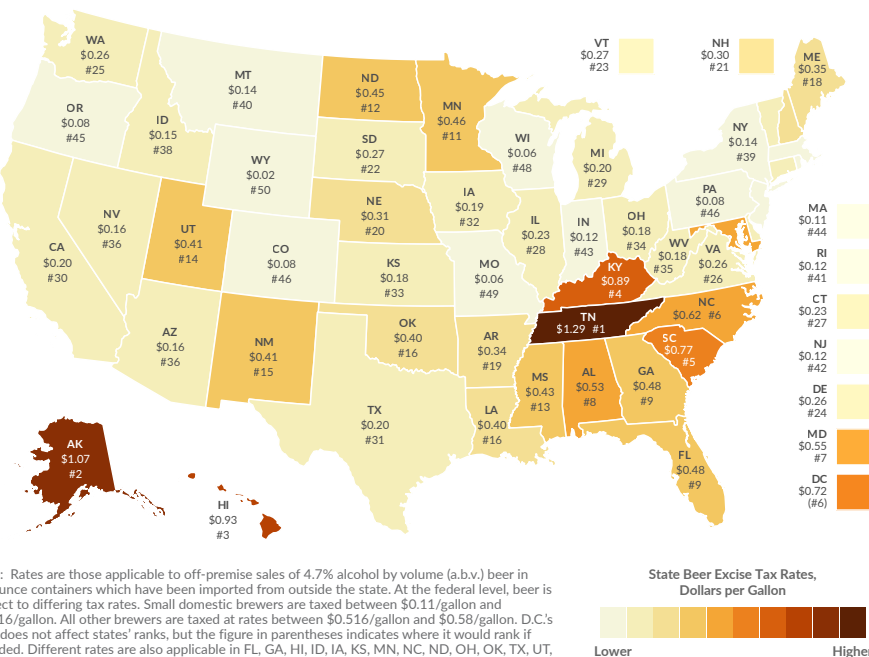 WA
$0.26
#25
MT
$0.14
#40
ND
$0.45
#12
MN
$0.46
#11
VT
$0.27
#23
NH
$0.30
#21
ME
$0.35
#18
OR
$0.08
#45
ID
$0.15
#38
WY
$0.02
#50
SD
$0.27
#22
WI
$0.06
#48
MI
$0.20
#29
NY
$0.14
#39
NV
$0.16
#36
UT
$0.41
#14
CO
$0.08
#46
NE
$0.31
#20
IA
$0.19
#32
IL
$0.23
#28
IN
$0.12
#43
OH
$0.18
#34
PA
$0.08
#46
MA
$0.11
#44
CA
$0.20
#30
KS
$0.18
#33
MO
$0.06
#49
KY
$0.89
#4
WV
$0.18
#35
VA
$0.26
#26
RI
$0.12
#41
CT
$0.23
#27
AZ
$0.16
#36
NM
$0.41
#15
OK
$0.40
#16
AR
$0.34
#19
TN
$1.29 #1
NC
$0.62 #6
SC
$0.77
#5
NJ
$0.12
#42
DE
$0.26
#24
TX
$0.20
#31
LA
$0.40
#16
MS
$0.43
#13
AL
$0.53
#8
GA
$0.48
#9
FL
$0.48
#9
MD
$0.55
#7
DC
$0.72
(#6)
AK
$1.07
#2
HI
$0.93
#3
: Rates are those applicable to off-premise sales of 4.7% alcohol by volume (a.b.v.) beer in
unce containers which have been imported from outside the state. At the federal level, beer is
ect to differing tax rates. Small domestic brewers are taxed between $0.11/gallon and
16/gallon. All other brewers are taxed at rates between $0.516/gallon and $0.58/gallon. D.C.'s
does not affect states' ranks, but the figure in parentheses indicates where it would rank if
ded. Different rates are also applicable in FL, GA, HI, ID, IA, KS, MN, NC, ND, OH, OK, TX, UT,
State Beer Excise Tax Rates,
Dollars per Gallon
Lower
Higher